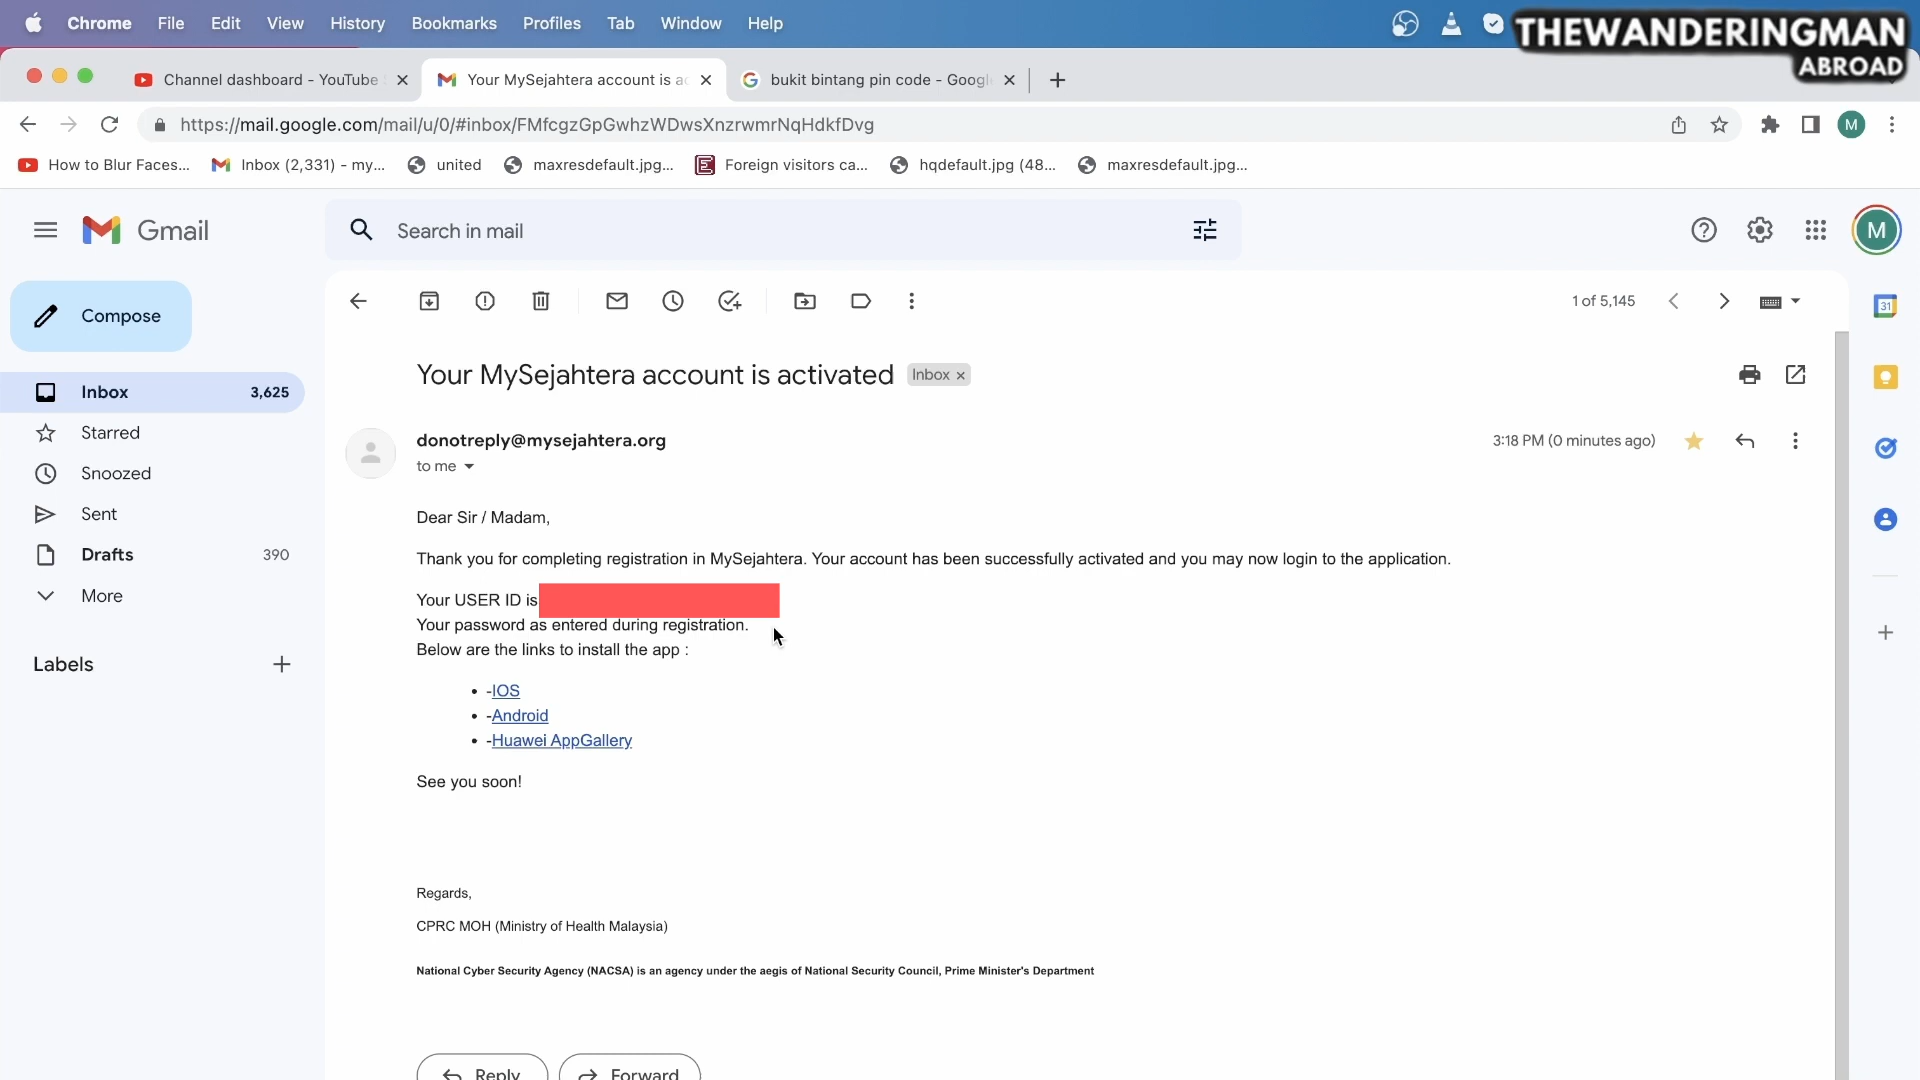 Chrome File Edit View History Bookmarks Profiles Tab Window Help
THEWANDERINGMAN
ABROAD
Channel dashboard - YouTube
Your MySejahtera account is ac
bukit bintang pin code - Google
https://mail.google.com/mail/u/0/#inbox/FMfcgzGpGwhzWDwsXnzrwmrNqHdkfDvg
M
How to Blur Faces... Inbox (2,331) - my... united maxresdefault.jpg... Foreign visitors ca... hqdefault.jpg (48... maxresdefault.jpg...
Gmail
Search in mail
M
Compose
1 of 5,145
31
Inbox 3,625
Starred
Snoozed
Sent
Drafts 390
More
Labels
Your MySejahtera account is activated Inbox ×
donotreply@mysejahtera.org
3:18 PM (0 minutes ago)
to me
Dear Sir / Madam,
Thank you for completing registration in MySejahtera. Your account has been successfully activated and you may now login to the application.
Your USER ID is
Your password as entered during registration.
Below are the links to install the app :
• -IOS
• -Android
• -Huawei AppGallery
See you soon!
Regards,
CPRC MOH (Ministry of Health Malaysia)
National Cyber Security Agency (NACSA) is an agency under the aegis of National Security Council, Prime Minister's Department
Reply Forward